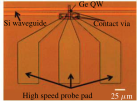 Ge QW
Si waveguide
Contact via
High speed probe pad
25 μm